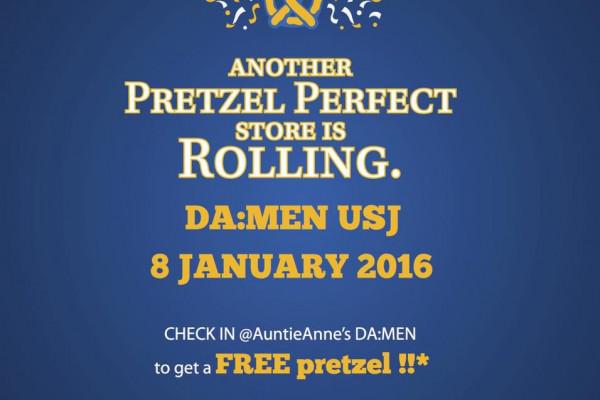 ANOTHER
PRETZEL PERFECT
STORE IS
ROLLING.
DA:MEN USJ
8 JANUARY 2016
CHECK IN @AuntieAnne's DA:MEN
to get a FREE pretzel !!*